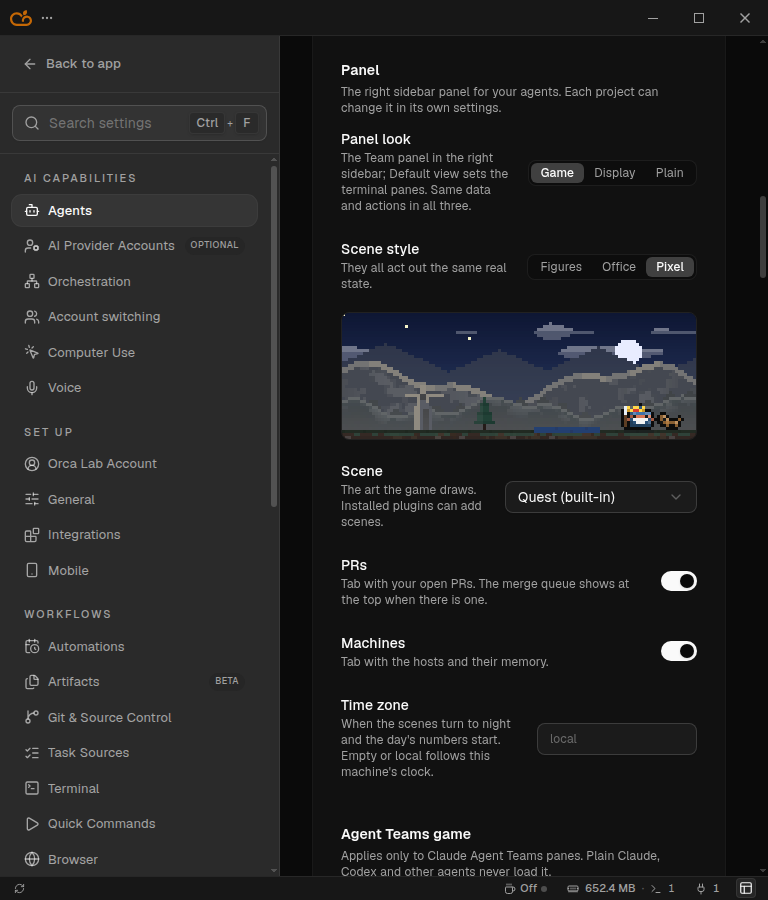 Back to app
Search settings
Ctrl + F
AI CAPABILITIES
Agents
AI Provider Accounts OPTIONAL
Orchestration
Account switching
Computer Use
Voice
SET UP
Orca Lab Account
General
Integrations
Mobile
WORKFLOWS
Automations
Artifacts BETA
Git & Source Control
Task Sources
Terminal
Quick Commands
Browser
Panel
The right sidebar panel for your agents. Each project can
change it in its own settings.
Panel look
The Team panel in the right
sidebar; Default view sets the
terminal panes. Same data
and actions in all three.
Game Display Plain
Scene style
They all act out the same real
state.
Figures Office Pixel
Scene
The art the game draws.
Installed plugins can add
scenes.
Quest (built-in)
PRs
Tab with your open PRs. The merge queue shows at
the top when there is one.
Machines
Tab with the hosts and their memory.
Time zone
When the scenes turn to night
and the day's numbers start.
Empty or local follows this
machine's clock.
local
Agent Teams game
Applies only to Claude Agent Teams panes. Plain Claude,
Codex and other agents never load it.
Off 652.4 MB · 1 1